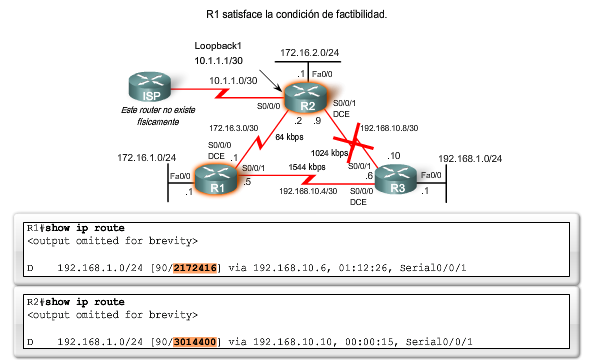 R1 satisface la condición de factibilidad.
Loopback1
10.1.1.1/30
172.16.2.0/24
10.1.1.0/30
.1
Fa0/0
ISP
Este router no existe
físicamente
S0/0/0
R2
S0/0/1
DCE
.2
.9
172.16.3.0/30
64 kbps
192.168.10.8/30
S0/0/0
DCE
.1
1024 kbps
.10
172.16.1.0/24
192.168.1.0/24
S0/0/1
1544 kbps
S0/0/1
.6
Fa0/0
R1
.5
R3
Fa0/0
.1
192.168.10.4/30
S0/0/0
DCE
.1
R1#show ip route
<output omitted for brevity>
D 192.168.1.0/24 [90/2172416] via 192.168.10.6, 01:12:26, Serial0/0/1
R2#show ip route
<output omitted for brevity>
D 192.168.1.0/24 [90/3014400] via 192.168.10.10, 00:00:15, Serial0/0/1